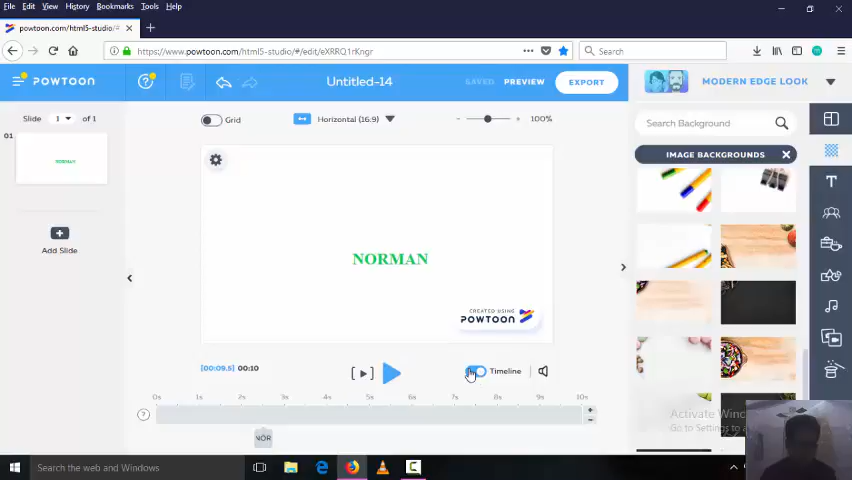 File Edit View History Bookmarks Tools Help
powtoon.com/html5-studio/#
https://www.powtoon.com/html5-studio/#/edit/eXRRQ1rKngr
Search
POWTOON
Untitled-14
SAVED
PREVIEW
EXPORT
MODERN EDGE LOOK
Slide 1 of 1
Grid
Horizontal (16:9)
- + 100%
Search Background
01
NORMAN
IMAGE BACKGROUNDS
Add Slide
NORMAN
CREATED USING
POWTOON
[00:09.5] 00:10
Timeline
0s 1s 2s 3s 4s 5s 6s 7s 8s 9s 10s
+
-
?
NOR
Activate Win
Go to Settings
Search the web and Windows